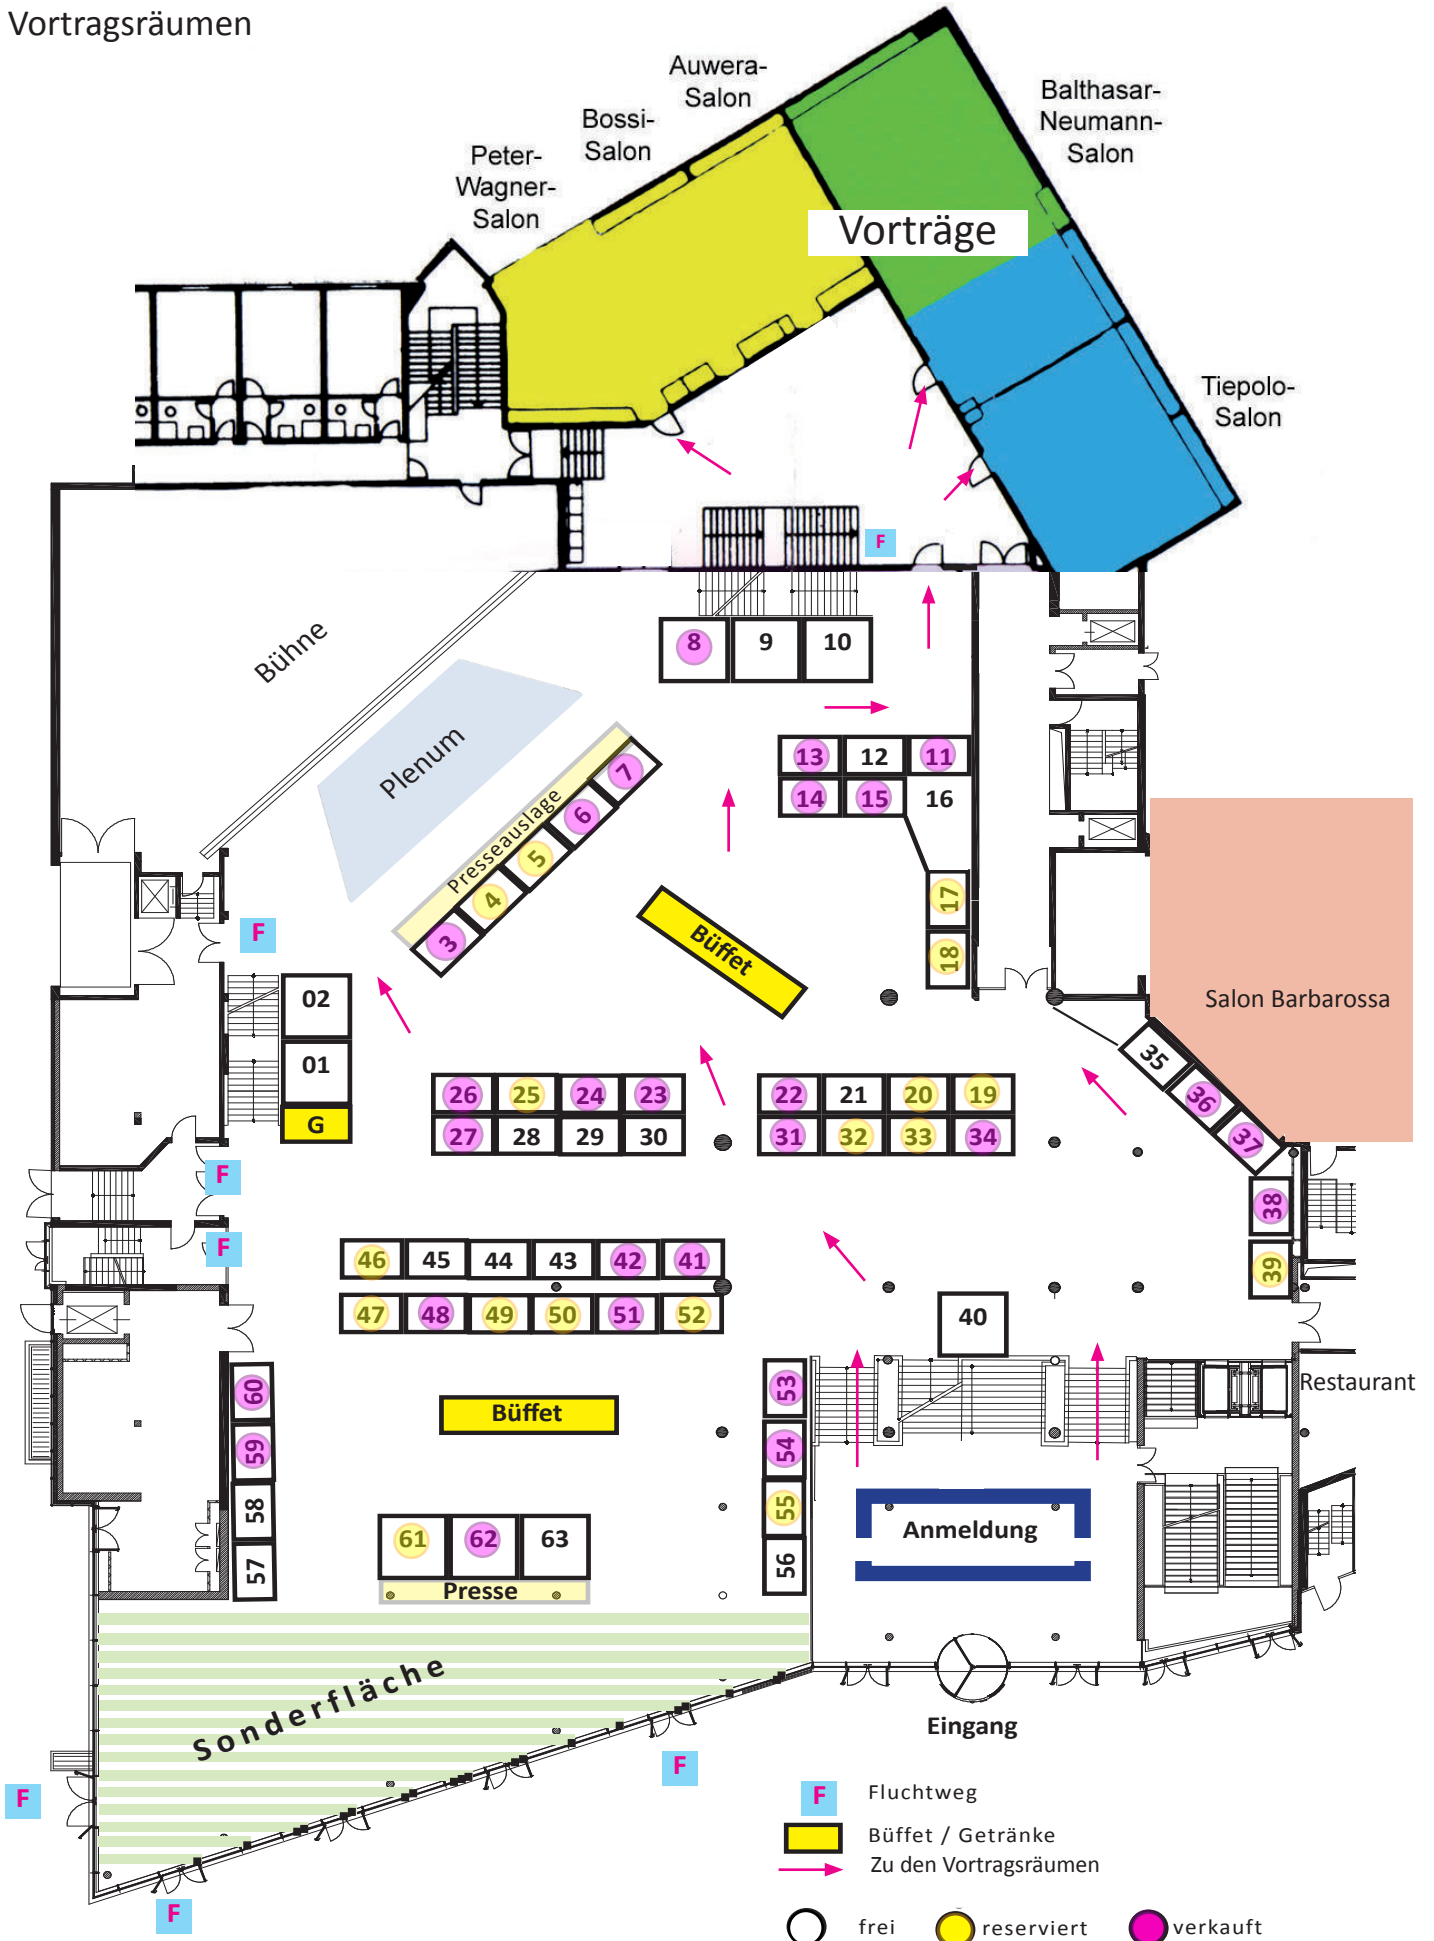 Vortragsräumen
Auwera-
Salon
Bossi-
Salon
Peter-
Wagner-
Salon
Balthasar-
Neumann-
Salon
Vorträge
Tiepolo-
Salon
F
Bühne
8
9
10
Plenum
Presseauslage
7
6
5
4
3
13
12
11
14
15
16
17
18
Büffet
F
02
01
G
Salon Barbarossa
35
36
37
38
39
26
25
24
23
27
28
29
30
22
21
20
19
31
32
33
34
F
F
46
45
44
43
42
41
47
48
49
50
51
52
40
Restaurant
60
59
58
57
Büffet
53
54
55
56
61
62
63
Presse
Anmeldung
Sonderfläche
Eingang
F
F
F
F Fluchtweg
Büffet / Getränke
Zu den Vortragsräumen
frei reserviert verkauft